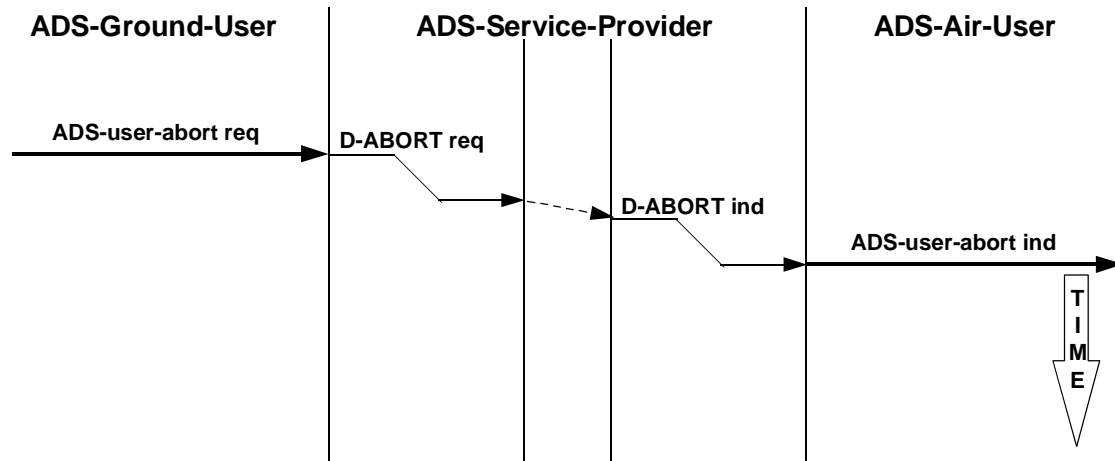 ADS-Ground-User
ADS-Service-Provider
ADS-Air-User
ADS-user-abort req
D-ABORT req
D-ABORT ind
ADS-user-abort ind
T
I
M
E